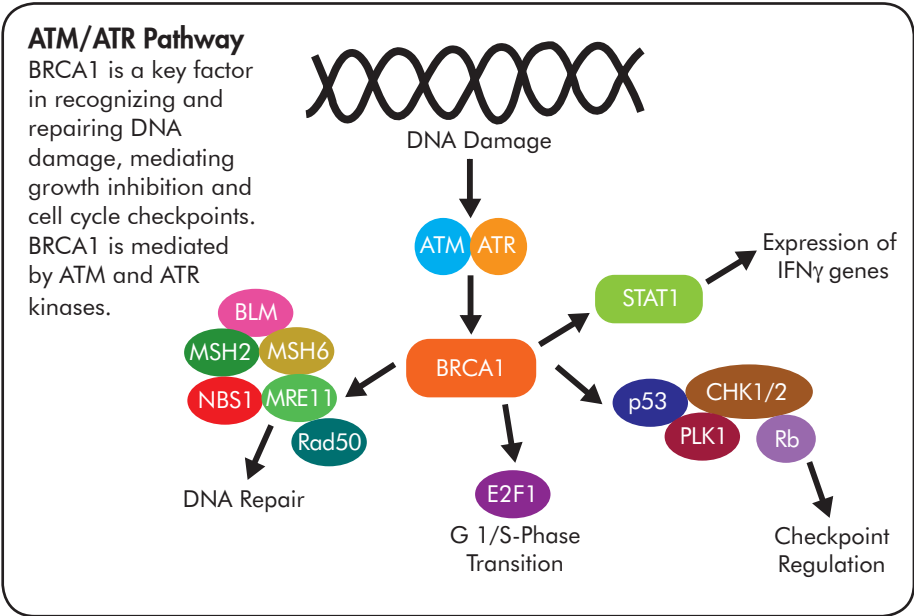 ATM/ATR Pathway
BRCA1 is a key factor
in recognizing and
repairing DNA
damage, mediating
growth inhibition and
cell cycle checkpoints.
BRCA1 is mediated
by ATM and ATR
kinases.
DNA Damage
ATM ATR
BRCA1
STAT1
Expression of
IFNγ genes
BLM
MSH2 MSH6
NBS1 MRE11
Rad50
DNA Repair
E2F1
G 1/S-Phase
Transition
p53 CHK1/2
PLK1 Rb
Checkpoint
Regulation